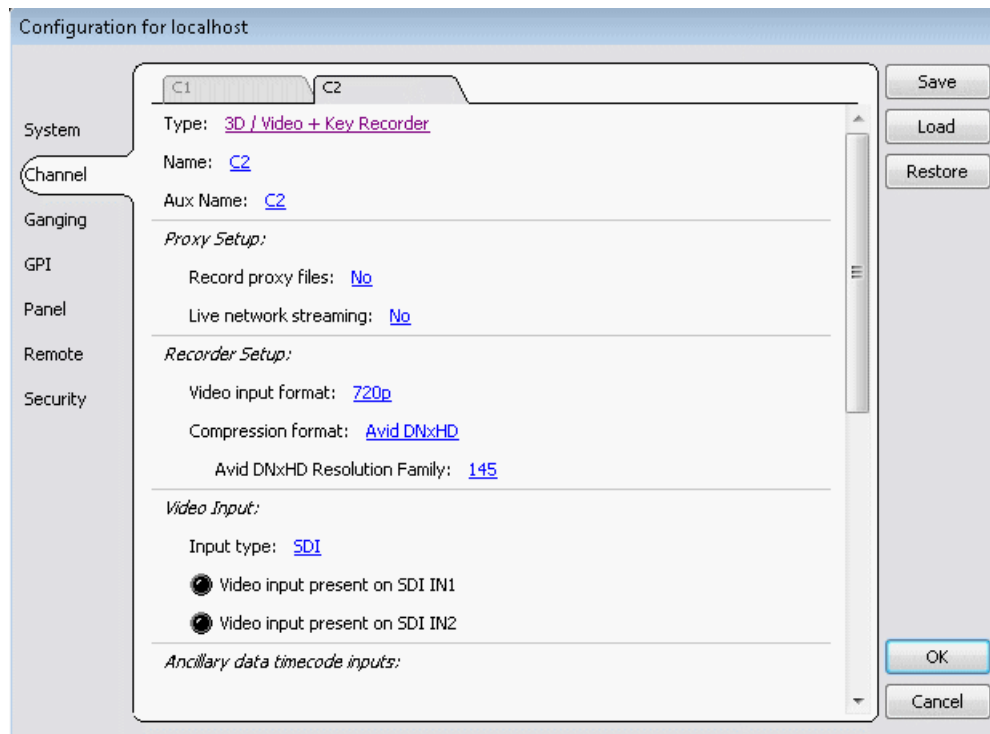 Configuration for localhost
C1
C2
Save
Load
Restore
System
Channel
Ganging
GPI
Panel
Remote
Security
Type: 3D / Video + Key Recorder
Name: C2
Aux Name: C2
Proxy Setup:
Record proxy files: No
Live network streaming: No
Recorder Setup:
Video input format: 720p
Compression format: Avid DNxHD
Avid DNxHD Resolution Family: 145
Video Input:
Input type: SDI
Video input present on SDI IN1
Video input present on SDI IN2
Ancillary data timecode inputs:
OK
Cancel